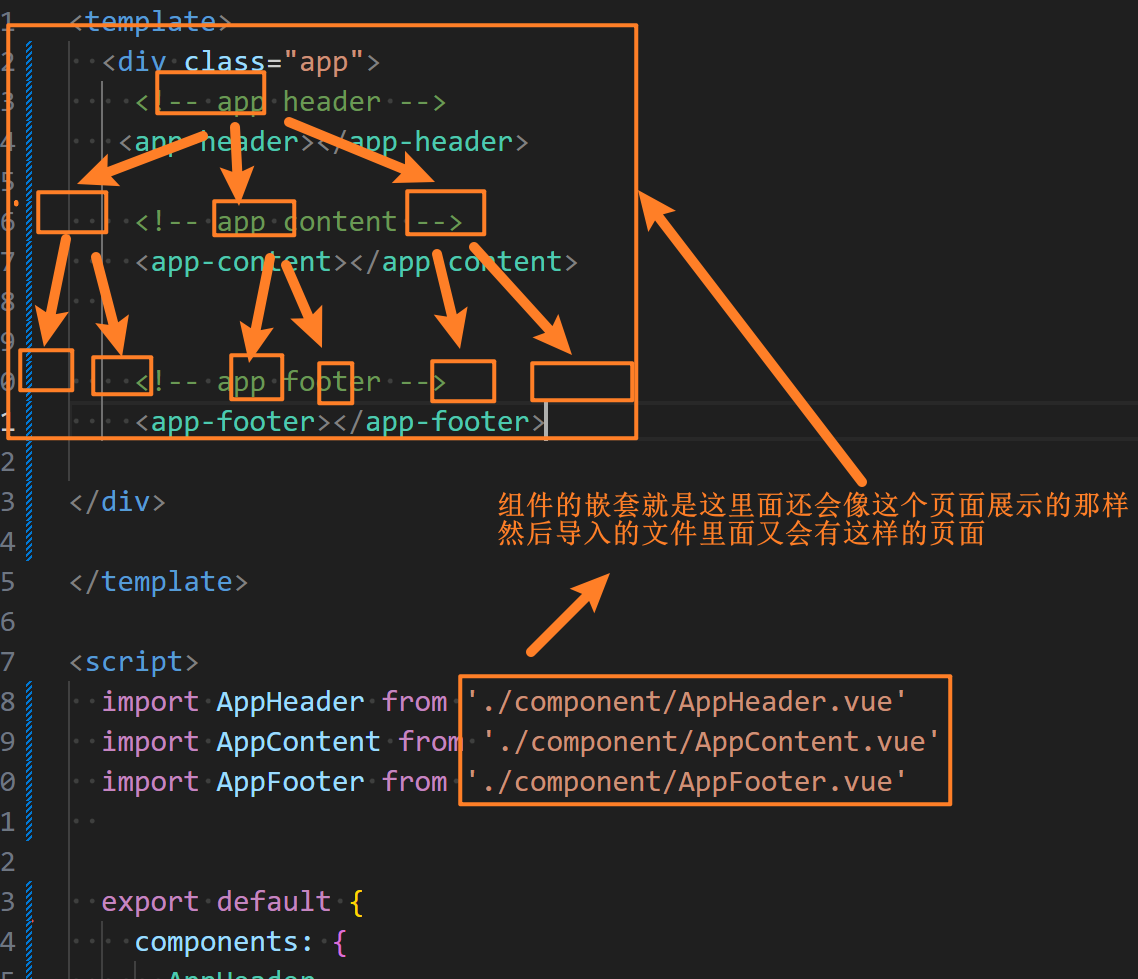 1 <template>
2 <div class="app">
3 <!-- app header -->
4 <app-header></app-header>
5
6 <!-- app content -->
7 <app-content></app-content>
8
9
0 <!-- app footer -->
1 <app-footer></app-footer>
2
3 </div>
4
5 </template>
6
7 <script>
8 import AppHeader from './component/AppHeader.vue'
9 import AppContent from './component/AppContent.vue'
0 import AppFooter from './component/AppFooter.vue'
1
2
3 export default {
4 components: {
5 AppHeader
组件的嵌套就是这里面还会像这个页面展示的那样
然后导入的文件里面又会有这样的页面